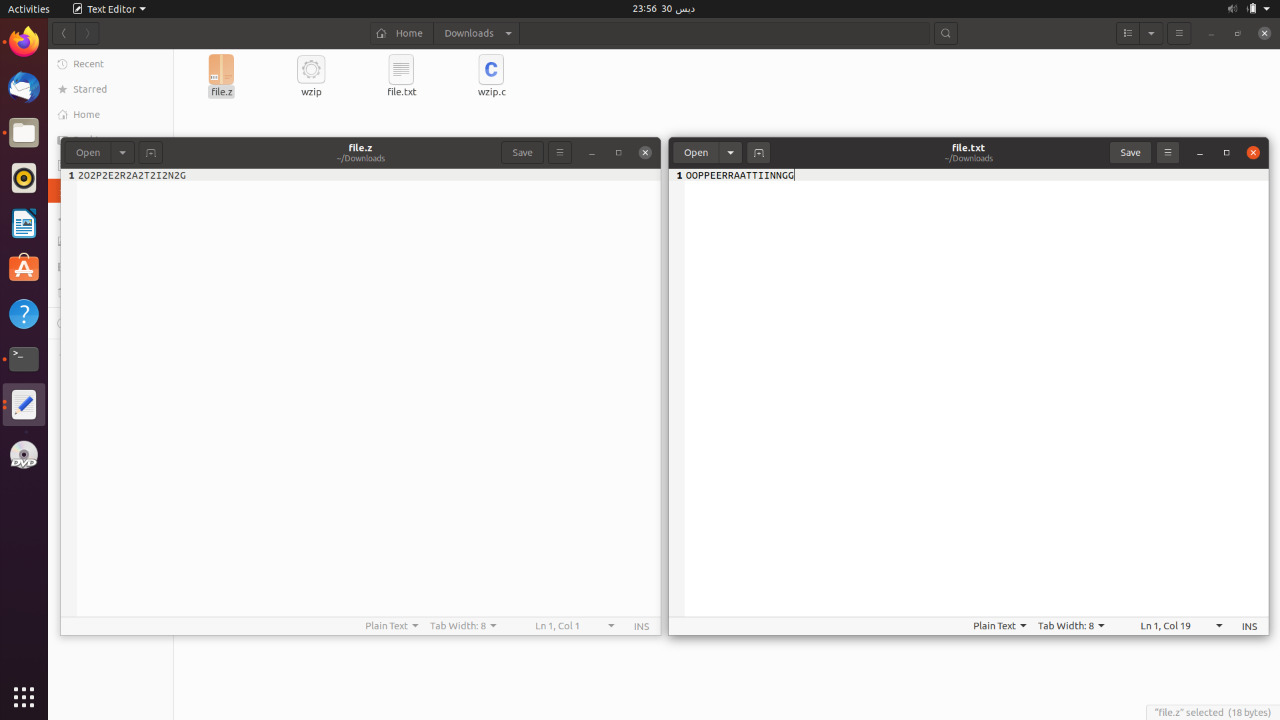 Activities
Text Editor
23:56 30 ديس
Home
Downloads
Recent
Starred
Home
file.z
wzip
file.txt
wzip.c
Open
file.z
~/Downloads
Save
1 2O2P2E2R2A2T2I2N2G
Plain Text
Tab Width: 8
Ln 1, Col 1
INS
Open
file.txt
~/Downloads
Save
1 OOPPEERRAATTIINNGG
Plain Text
Tab Width: 8
Ln 1, Col 19
INS
DVD
"file.z" selected (18 bytes)